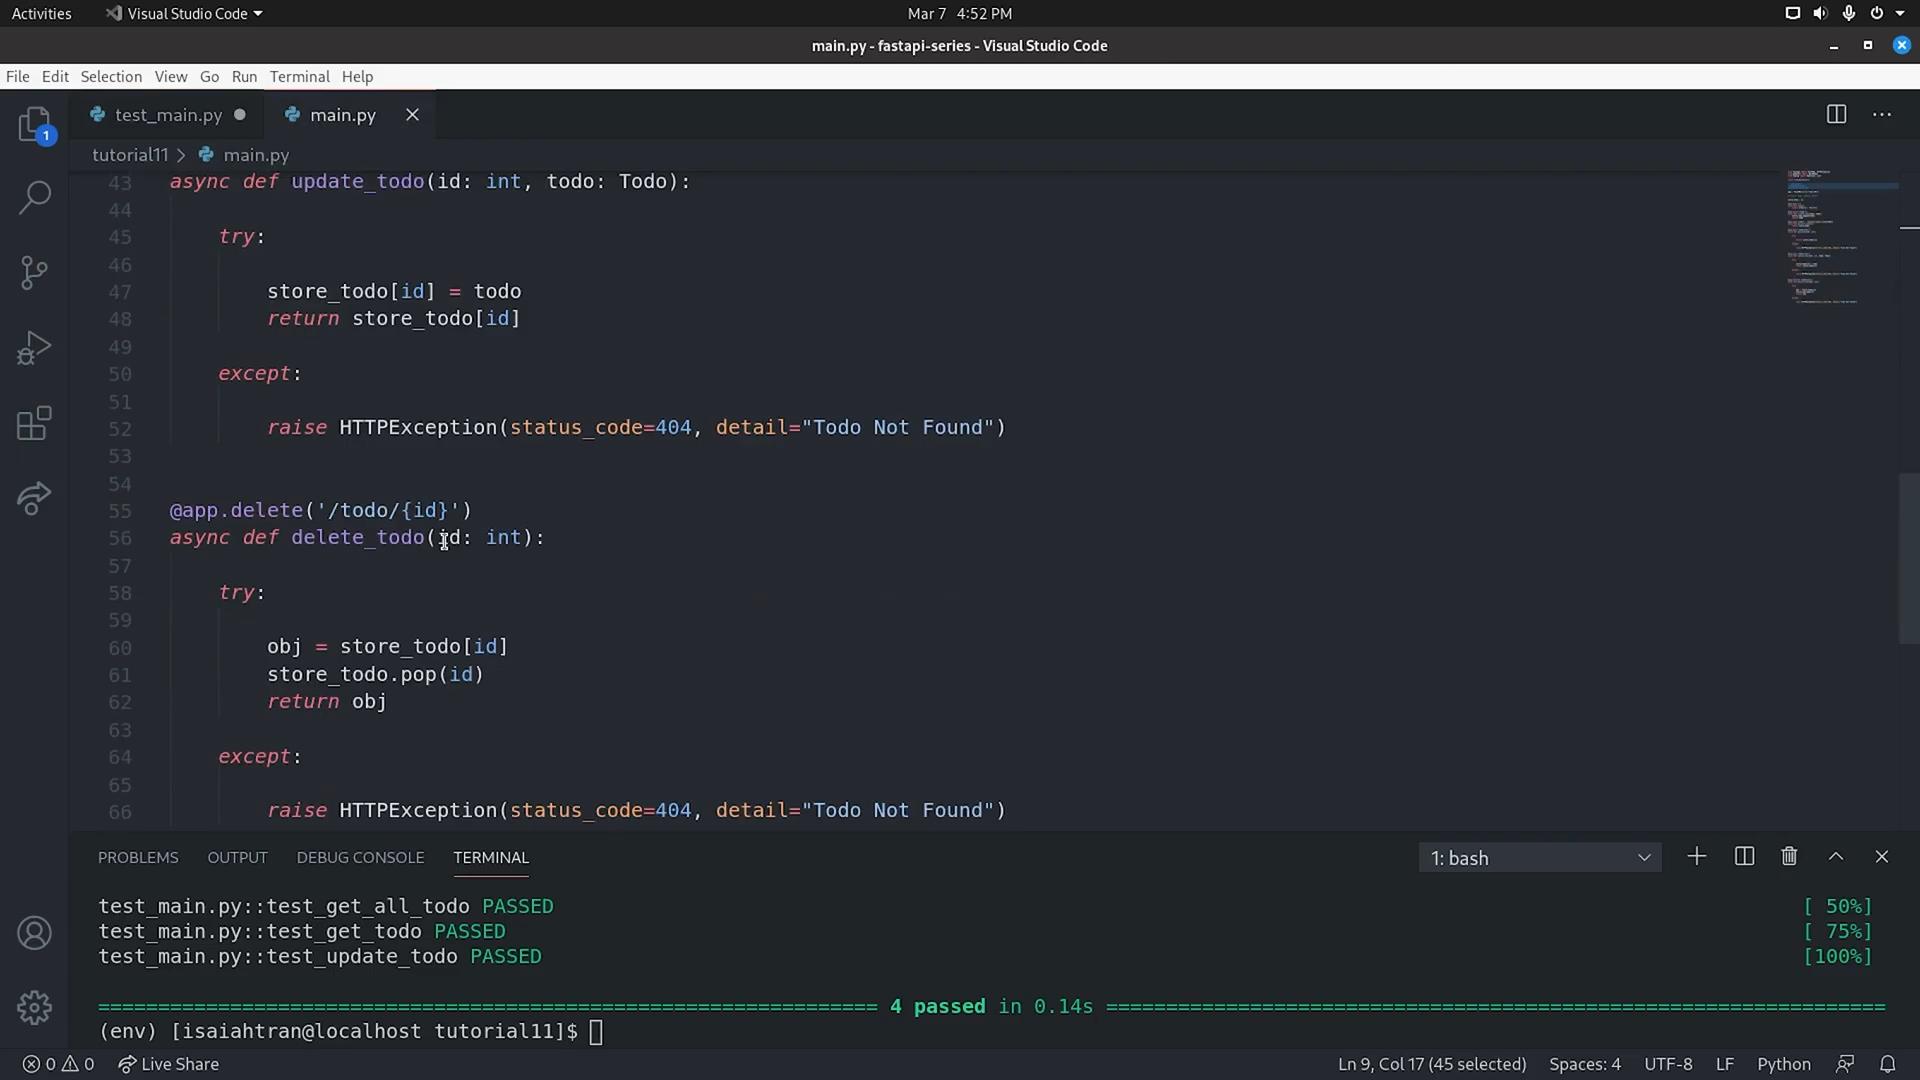 Activities Visual Studio Code Mar 7 4:52 PM
main.py - fastapi-series - Visual Studio Code
File Edit Selection View Go Run Terminal Help
test_main.py main.py
1
tutorial11 > main.py
43 async def update_todo(id: int, todo: Todo):
44
45 try:
46
47 store_todo[id] = todo
48 return store_todo[id]
49
50 except:
51
52 raise HTTPException(status_code=404, detail="Todo Not Found")
53
54
55 @app.delete('/todo/{id}')
56 async def delete_todo(id: int):
57
58 try:
59
60 obj = store_todo[id]
61 store_todo.pop(id)
62 return obj
63
64 except:
65
66 raise HTTPException(status_code=404, detail="Todo Not Found")
PROBLEMS OUTPUT DEBUG CONSOLE TERMINAL 1: bash
test_main.py::test_get_all_todo PASSED [ 50%]
test_main.py::test_get_todo PASSED [ 75%]
test_main.py::test_update_todo PASSED [100%]
================ 4 passed in 0.14s ================
(env) [isaiahtran@localhost tutorial11]$
0 0 Live Share Ln 9, Col 17 (45 selected) Spaces: 4 UTF-8 LF Python